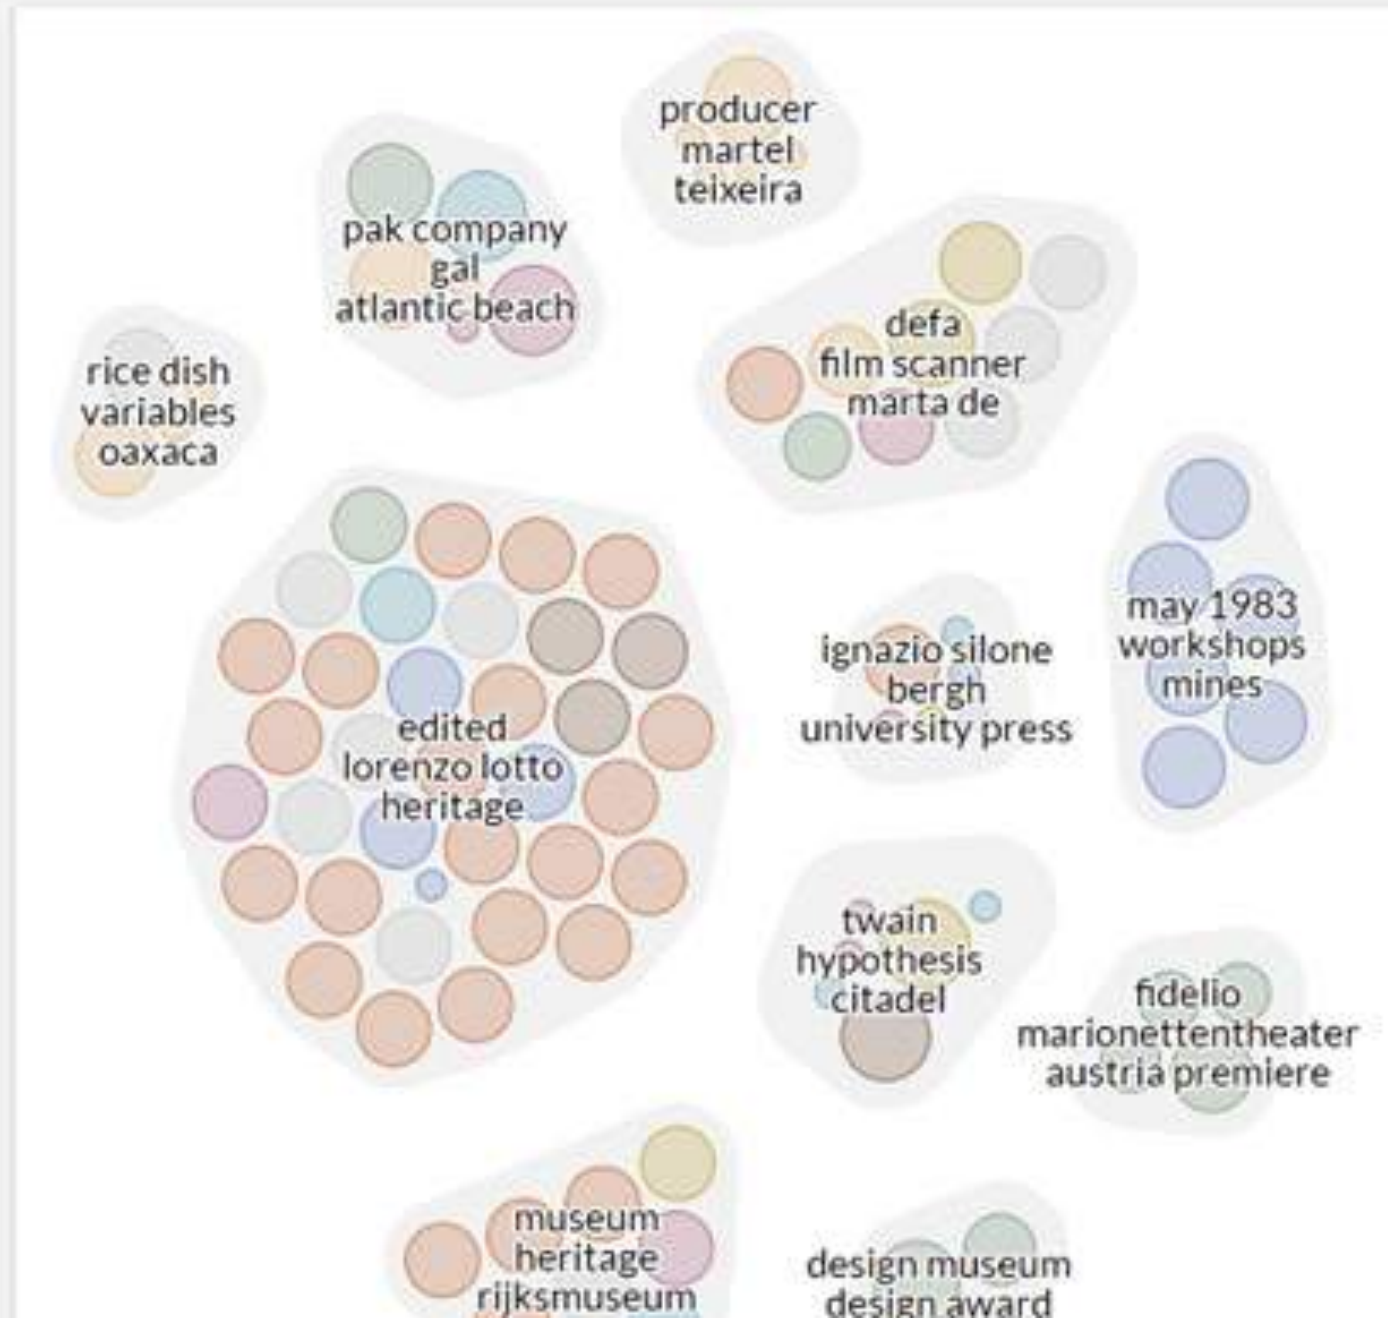 producer
martel
teixeira
pak company
gal
atlantic beach
defa
film scanner
marta de
rice dish
variables
oaxaca
may 1983
workshops
mines
ignazio silone
bergh
university press
edited
lorenzo lotto
heritage
twain
hypothesis
citadel
fidelio
marionettentheater
austria premiere
museum
heritage
rijksmuseum
design museum
design award